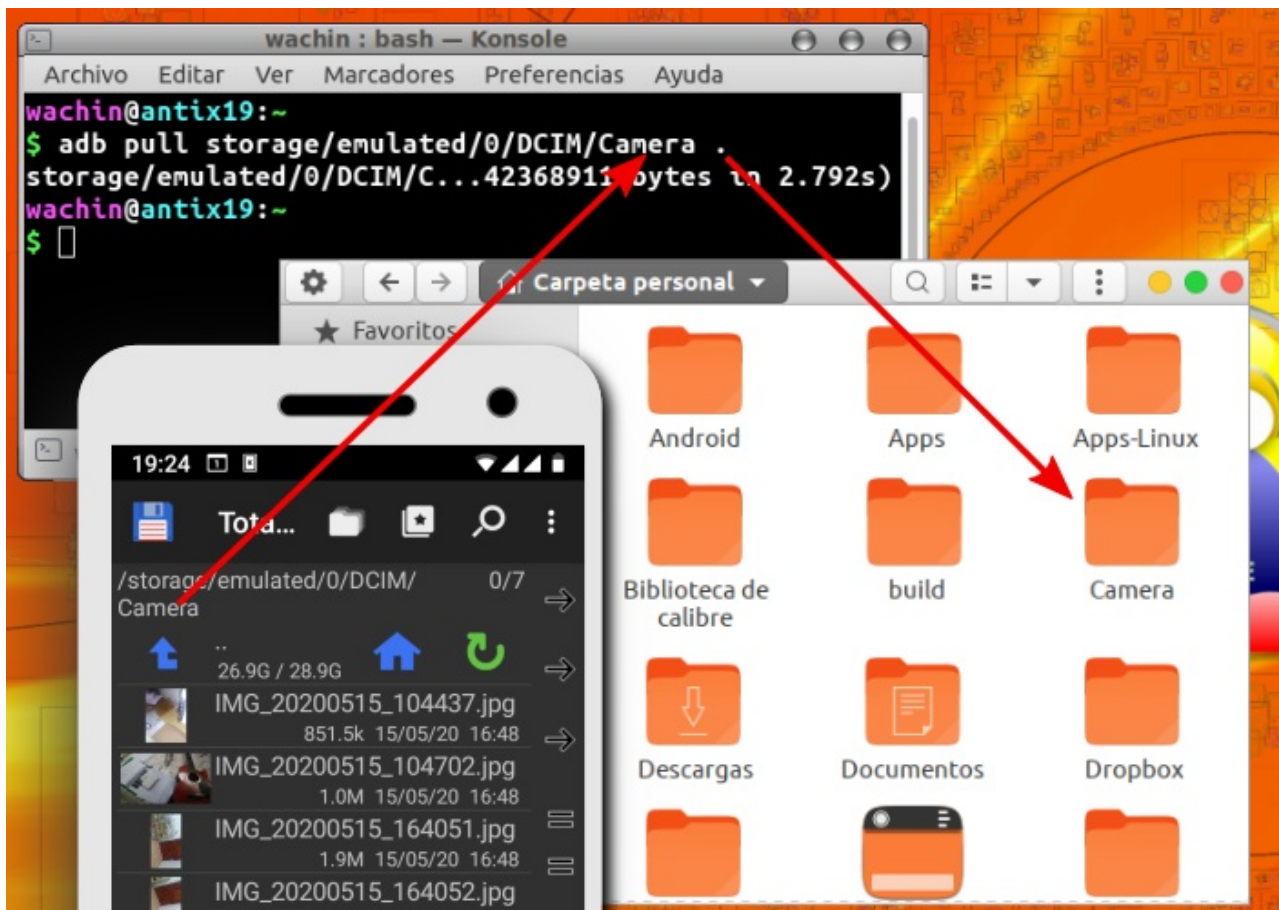 wachin : bash — Konsole
Archivo Editar Ver Marcadores Preferencias Ayuda
wachin@antix19:~
$ adb pull storage/emulated/0/DCIM/Camera .
storage/emulated/0/DCIM/C...42368911 bytes in 2.792s)
wachin@antix19:~
$
Carpeta personal
Favoritos
Android Apps Apps-Linux
Biblioteca de calibre build Camera
Descargas Documentos Dropbox
19:24
Tota...
/storage/emulated/0/DCIM/ 0/7
Camera
..
26.9G / 28.9G
IMG_20200515_104437.jpg
851.5k 15/05/20 16:48
IMG_20200515_104702.jpg
1.0M 15/05/20 16:48
IMG_20200515_164051.jpg
1.9M 15/05/20 16:48
IMG_20200515_164052.jpg